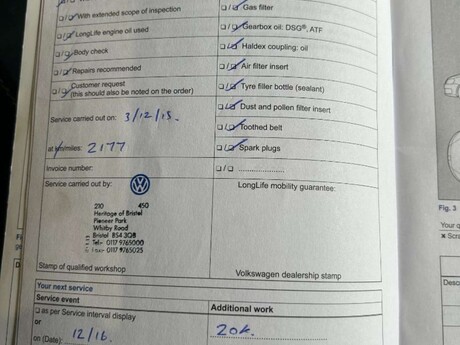 With extended scope of inspection
LongLife engine oil used
Body check
Repairs recommended
Customer request
(this should also be noted on the order)
Service carried out on: 3/12/15.
at km/miles: 2177
Invoice number:
Service carried out by:
210 450
Heritage of Bristol
Pioneer Park
Whitby Road
Bristol BS4 3QB
Tel:- 0117 9765000
Fax:- 0117 9765025
Stamp of qualified workshop
Gas filter
Gearbox oil: DSG®, ATF
Haldex coupling: oil
Air filter insert
Tyre filler bottle (sealant)
Dust and pollen filter insert
Toothed belt
Spark plugs
LongLife mobility guarantee:
Volkswagen dealership stamp
Your next service
Service event
as per Service interval display
or
on (Date): 12/16.
Additional work
20k.
Fig. 3
Your
Scra
Desc